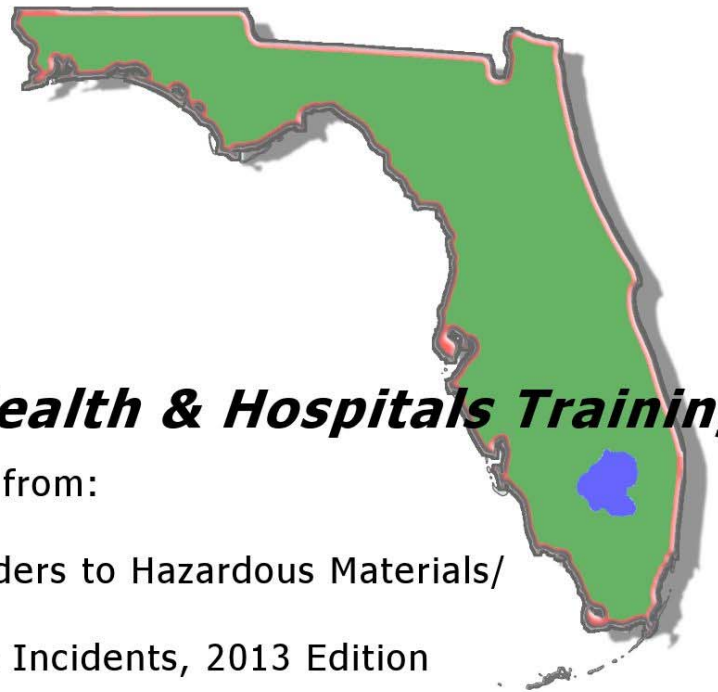 ealth & Hospitals Trainin
from:
ders to Hazardous Materials/
Incidents, 2013 Edition